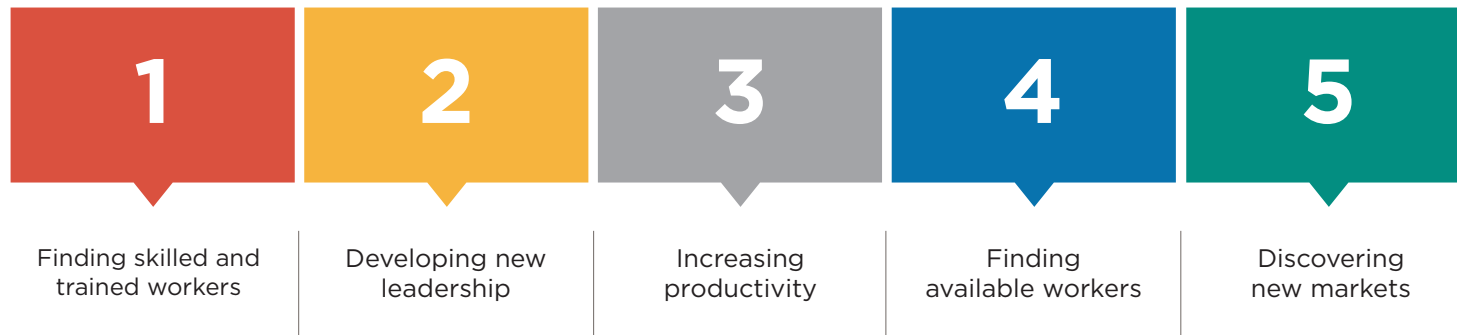 1
2
3
4
5
Finding skilled and
trained workers
Developing new
leadership
Increasing
productivity
Finding
available workers
Discovering
new markets